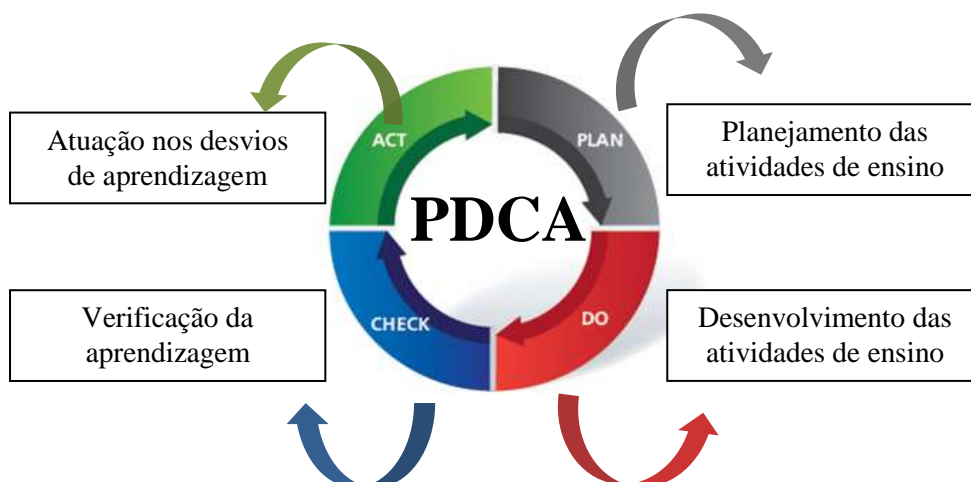 Atuação nos desvios
de aprendizagem
ACT
PLAN
Planejamento das
atividades de ensino
PDCA
Verificação da
aprendizagem
CHECK
DO
Desenvolvimento das
atividades de ensino